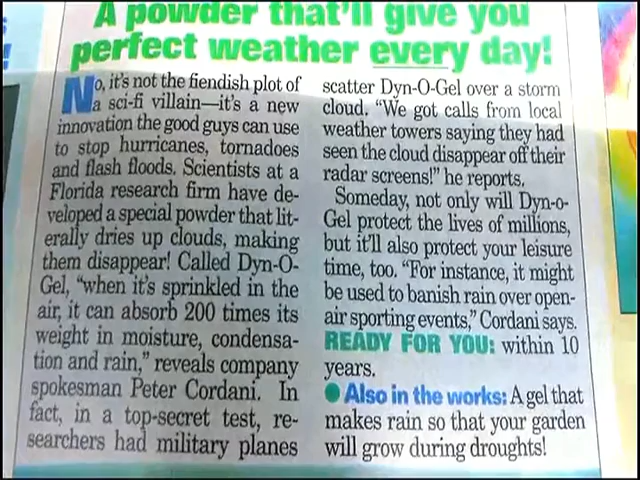 A powder that'll give you
perfect weather every day!
No, it's not the fiendish plot of
a sci-fi villain—it's a new
innovation the good guys can use
to stop hurricanes, tornadoes
and flash floods. Scientists at a
Florida research firm have de-
veloped a special powder that lit-
erally dries up clouds, making
them disappear! Called Dyn-O-
Gel, “when it's sprinkled in the
air, it can absorb 200 times its
weight in moisture, condensa-
tion and rain,” reveals company
spokesman Peter Cordani. In
fact, in a top-secret test, re-
searchers had military planes
scatter Dyn-O-Gel over a storm
cloud. “We got calls from local
weather towers saying they had
seen the cloud disappear off their
radar screens!” he reports.
Someday, not only will Dyn-o-
Gel protect the lives of millions,
but it'll also protect your leisure
time, too. “For instance, it might
be used to banish rain over open-
air sporting events,” Cordani says.
READY FOR YOU: within 10
years.
● Also in the works: A gel that
makes rain so that your garden
will grow during droughts!